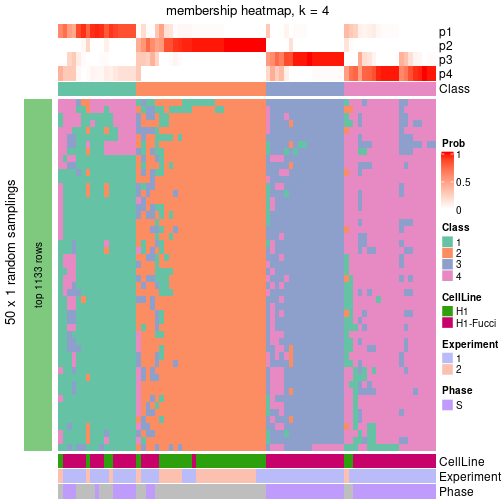 membership heatmap, k = 4
p1
p2
p3
p4
Class
50 x 1 random samplings
top 1133 rows
Prob
1
0.5
0
Class
1
2
3
4
CellLine
H1
H1-Fucci
Experiment
1
2
Phase
S
CellLine
Experiment
Phase